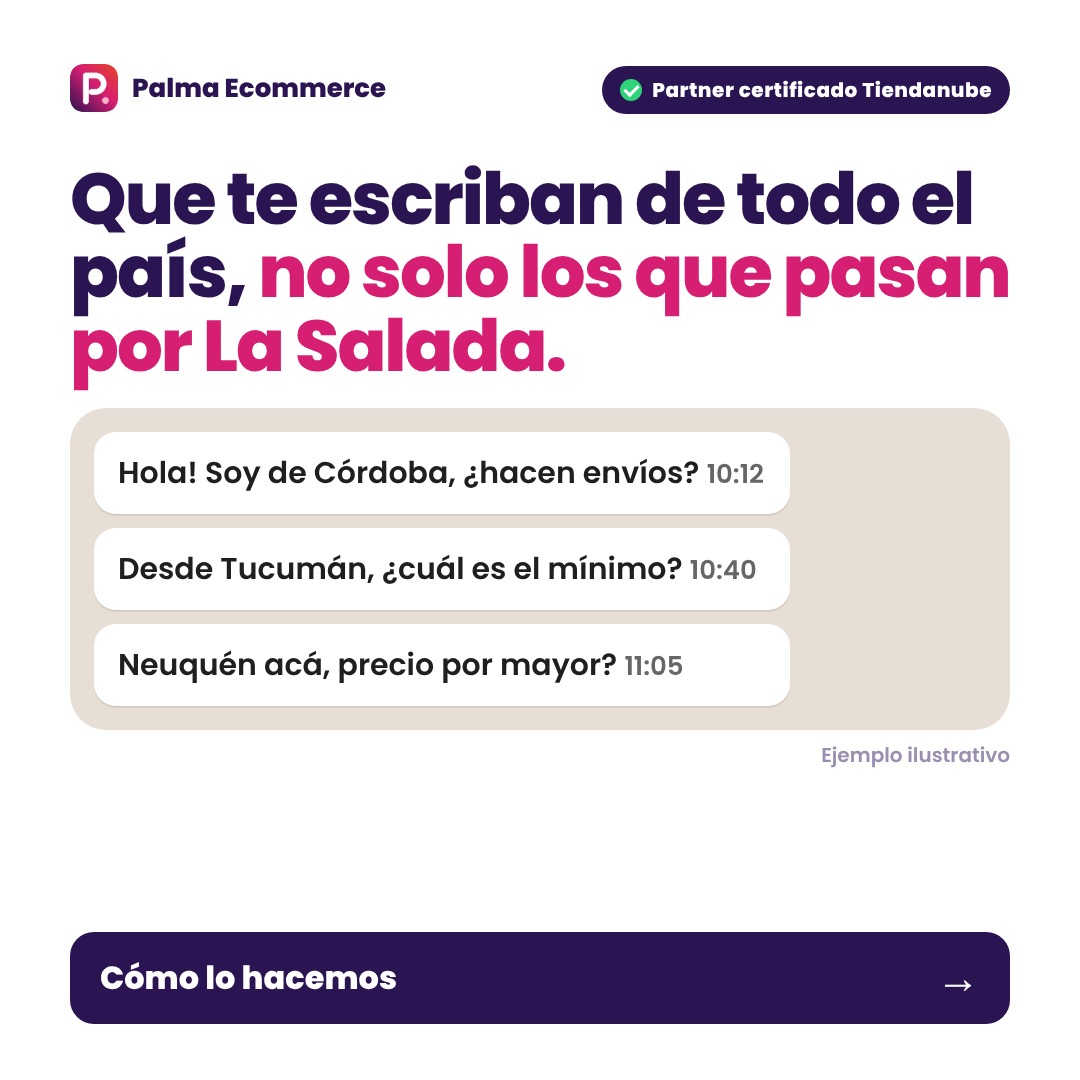 Palma Ecommerce
Partner certificado Tiendanube
Que te escriban de todo el
país, no solo los que pasan
por La Salada.
Hola! Soy de Córdoba, ¿hacen envíos? 10:12
Desde Tucumán, ¿cuál es el mínimo? 10:40
Neuquén acá, precio por mayor? 11:05
Ejemplo ilustrativo
Cómo lo hacemos →